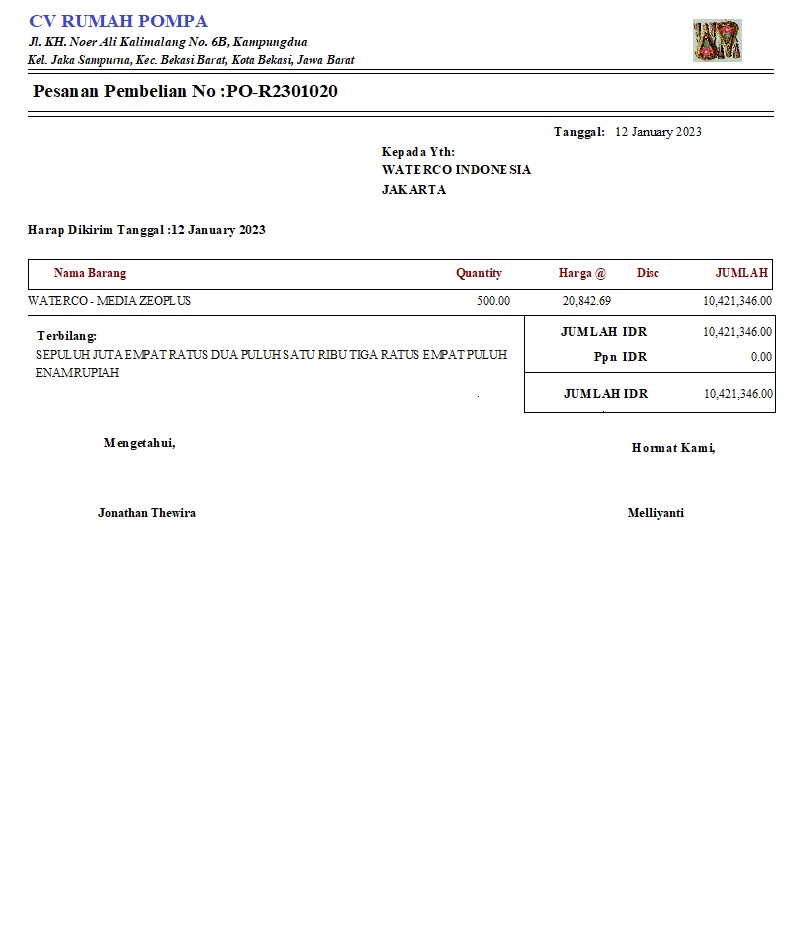 CV RUMAH POMPA
Jl. KH. Noer Ali Kalimalang No. 6B, Kampungdua
Kel. Jaka Sampurna, Kec. Bekasi Barat, Kota Bekasi, Jawa Barat
Pesanan Pembelian No :PO-R2301020
Tanggal: 12 January 2023
Kepada Yth:
WATERCO INDONESIA
JAKARTA
Harap Dikirim Tanggal :12 January 2023
Nama Barang Quantity Harga @ Disc JUMLAH
WATERCO - MEDIA ZEOPLUS 500.00 20,842.69 10,421,346.00
Terbilang:
SEPULUH JUTA EMPAT RATUS DUA PULUH SATU RIBU TIGA RATUS EMPAT PULUH
ENAM RUPIAH
JUMLAH IDR 10,421,346.00
Ppn IDR 0.00
JUMLAH IDR 10,421,346.00
Mengetahui,
Hormat Kami,
Jonathan Thewira
Melliyanti